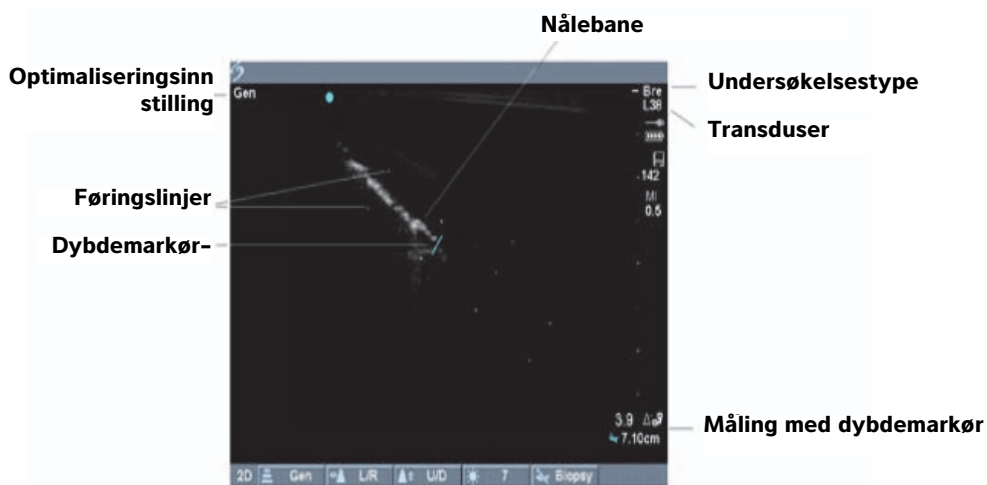 Nålebane
Optimaliseringsinn
stilling
Undersøkelsestype
Transduser
Føringslinjer
Dybdemarkør-
Måling med dybdemarkør
Gen
- Bre
L38
142
MI
0.5
3.9
7.10cm
2D Gen L/R U/D 7 Biopsy